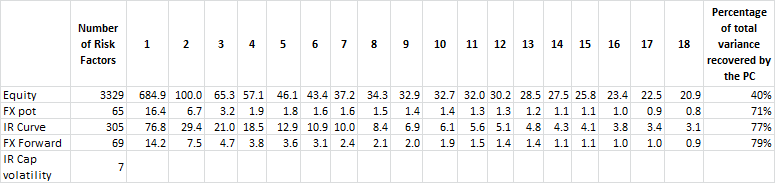 Number of Risk Factors 1 2 3 4 5 6 7 8 9 10 11 12 13 14 15 16 17 18 Percentage of total variance recovered by the PC
Equity 3329 684.9 100.0 65.3 57.1 46.1 43.4 37.2 34.3 32.9 32.7 32.0 30.2 28.5 27.5 25.8 23.4 22.5 20.9 40%
FX pot 65 16.4 6.7 3.2 1.9 1.8 1.6 1.6 1.5 1.4 1.4 1.3 1.3 1.2 1.1 1.1 1.0 0.9 0.8 71%
IR Curve 305 76.8 29.4 21.0 18.5 12.9 10.9 10.0 8.4 6.9 6.1 5.6 5.1 4.8 4.3 4.1 3.8 3.4 3.1 77%
FX Forward 69 14.2 7.5 4.7 3.8 3.6 3.1 2.4 2.1 2.0 1.9 1.5 1.4 1.4 1.1 1.1 1.0 1.0 0.9 79%
IR Cap
volatility 7